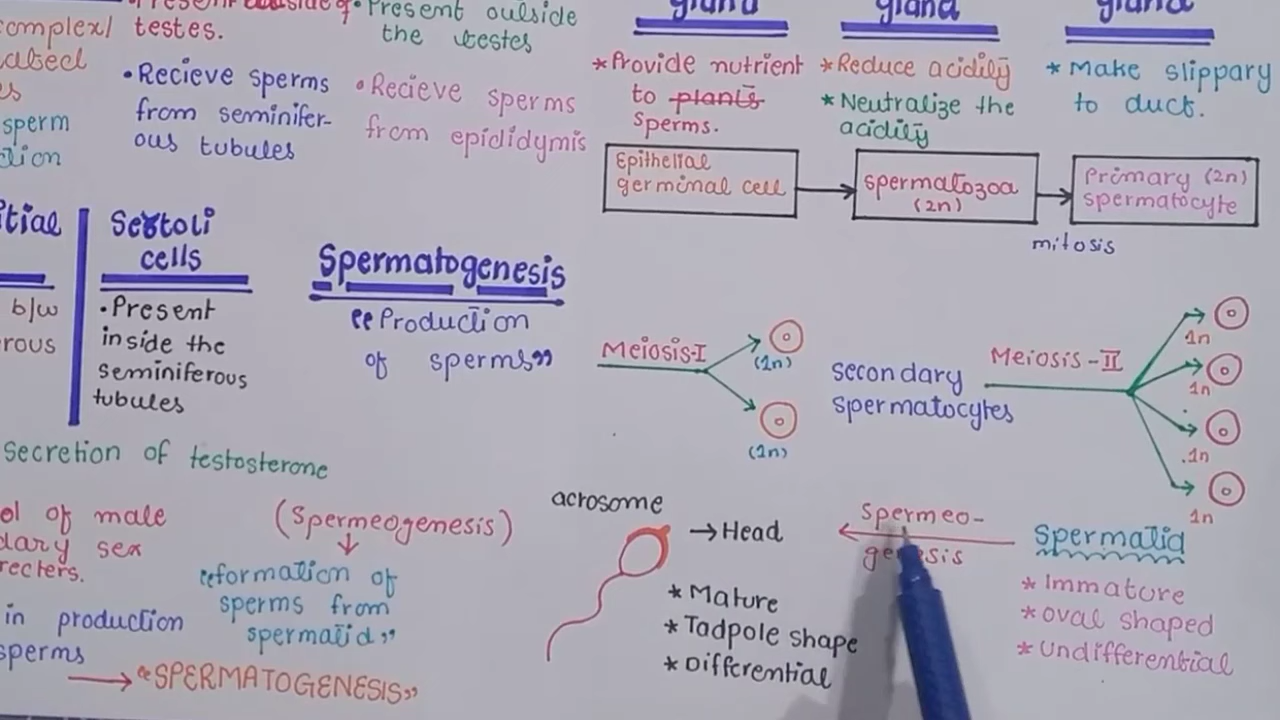 testes.
• Present outside
the testes
complex/
• Recieve sperms
from seminifer-
ous tubules
• Recieve sperms
from epididymis
sperm
gland
* Provide nutrient
to plants
sperms.
gland
* Reduce acidity
* Neutralize the
acidity
gland
* Make slippary
to duct.
Epithelial
germinal cell
spermatozoa
(2n)
Primary (2n)
spermatocyte
mitosis
Sertoli
cells
• Present
inside the
seminiferous
tubules
b/w
Spermatogenesis
"Production
of sperms"
Meiosis-I
(1n)
(1n)
secondary
spermatocytes
Meiosis-II
1n
1n
.1n
1n
secretion of testosterone
of male
sex
in production
sperms
(Spermeogenesis)
"formation of
sperms from
spermatid"
→ "SPERMATOGENESIS"
acrosome
→ Head
* Mature
* Tadpole shape
* Differential
Spermeo-
genesis
Spermatid
* Immature
* oval shaped
* Undifferential